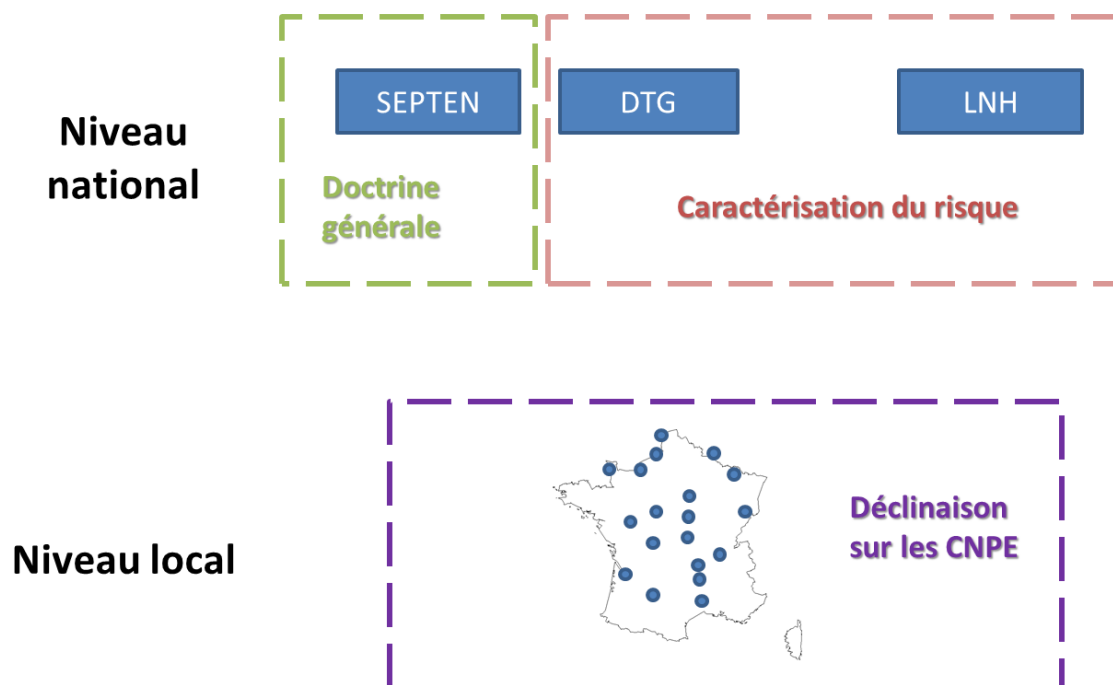 Niveau
national
SEPTEN
DTG
LNH
Doctrine
générale
Caractérisation du risque
Niveau local
Déclinaison
sur les CNPE